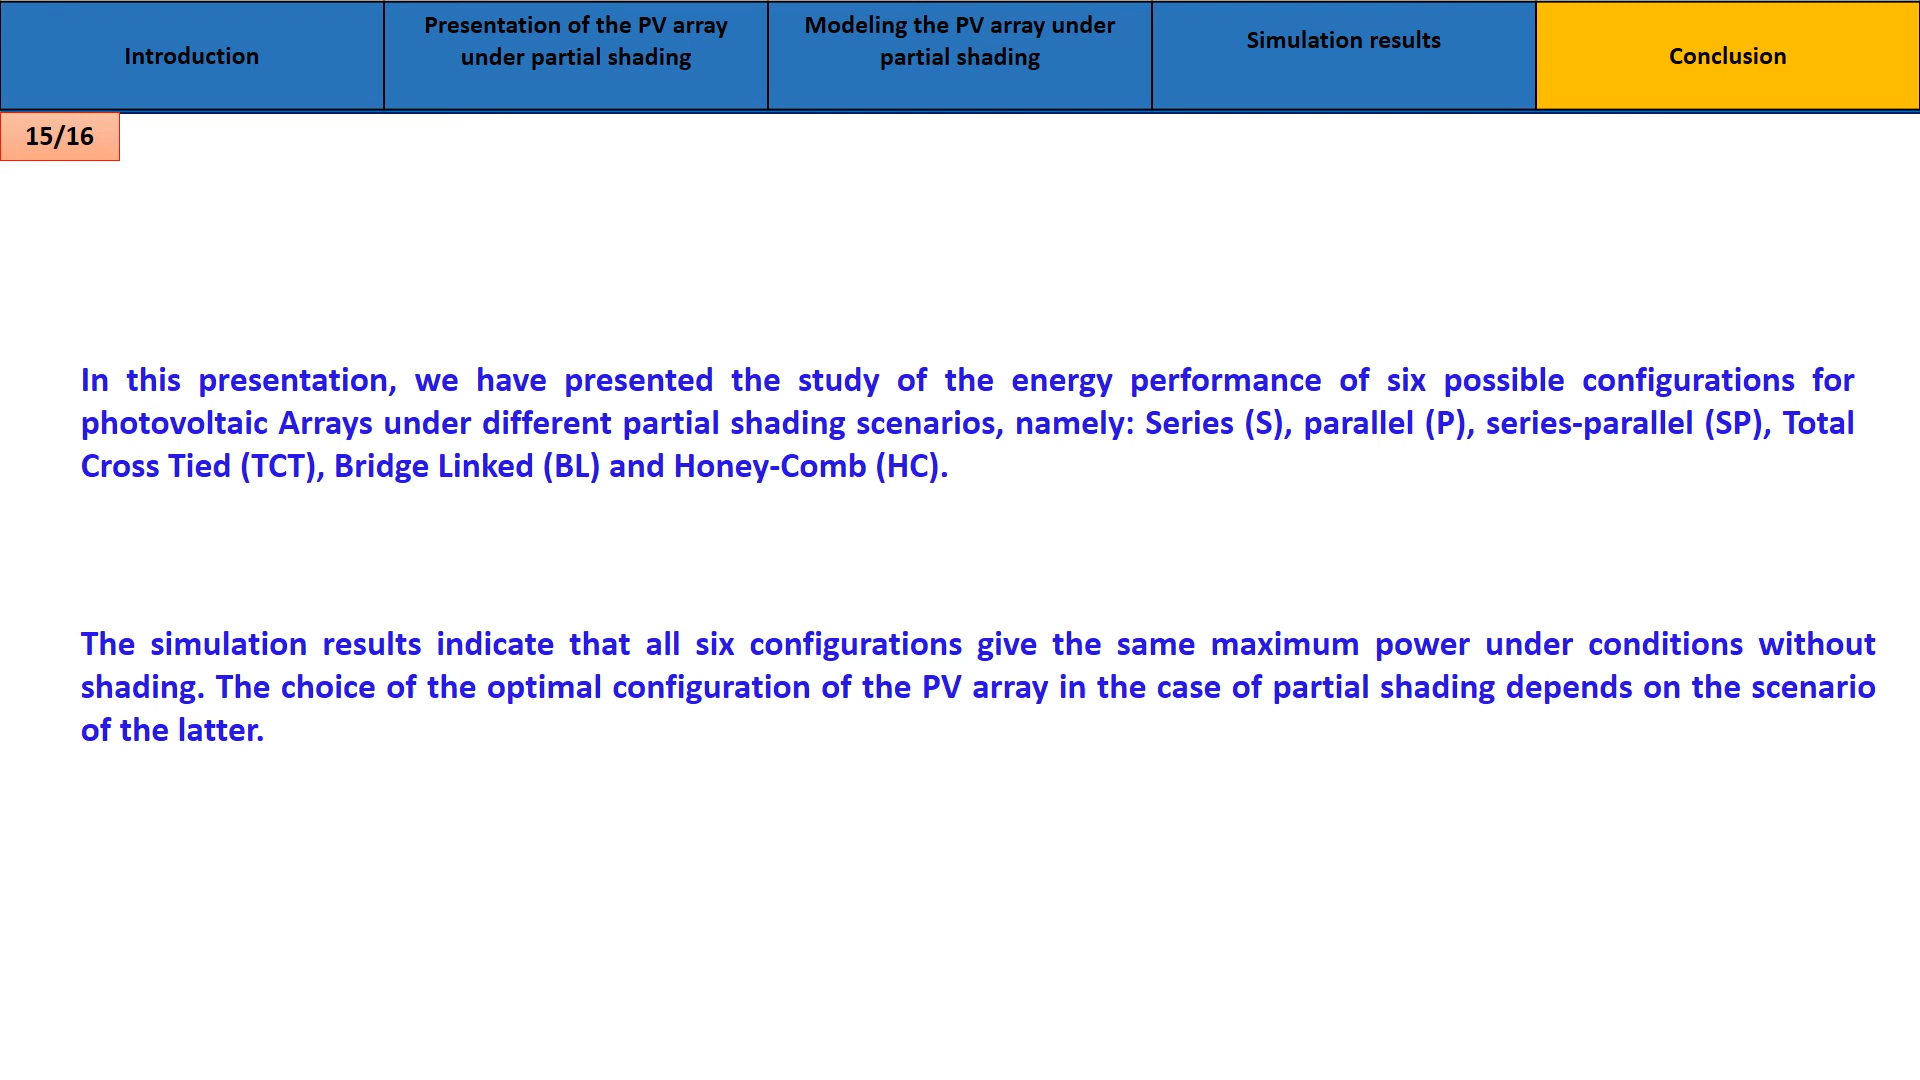 Introduction
Presentation of the PV array
under partial shading
Modeling the PV array under
partial shading
Simulation results
Conclusion
15/16
In this presentation, we have presented the study of the energy performance of six possible configurations for
photovoltaic Arrays under different partial shading scenarios, namely: Series (S), parallel (P), series-parallel (SP), Total
Cross Tied (TCT), Bridge Linked (BL) and Honey-Comb (HC).
The simulation results indicate that all six configurations give the same maximum power under conditions without
shading. The choice of the optimal configuration of the PV array in the case of partial shading depends on the scenario
of the latter.